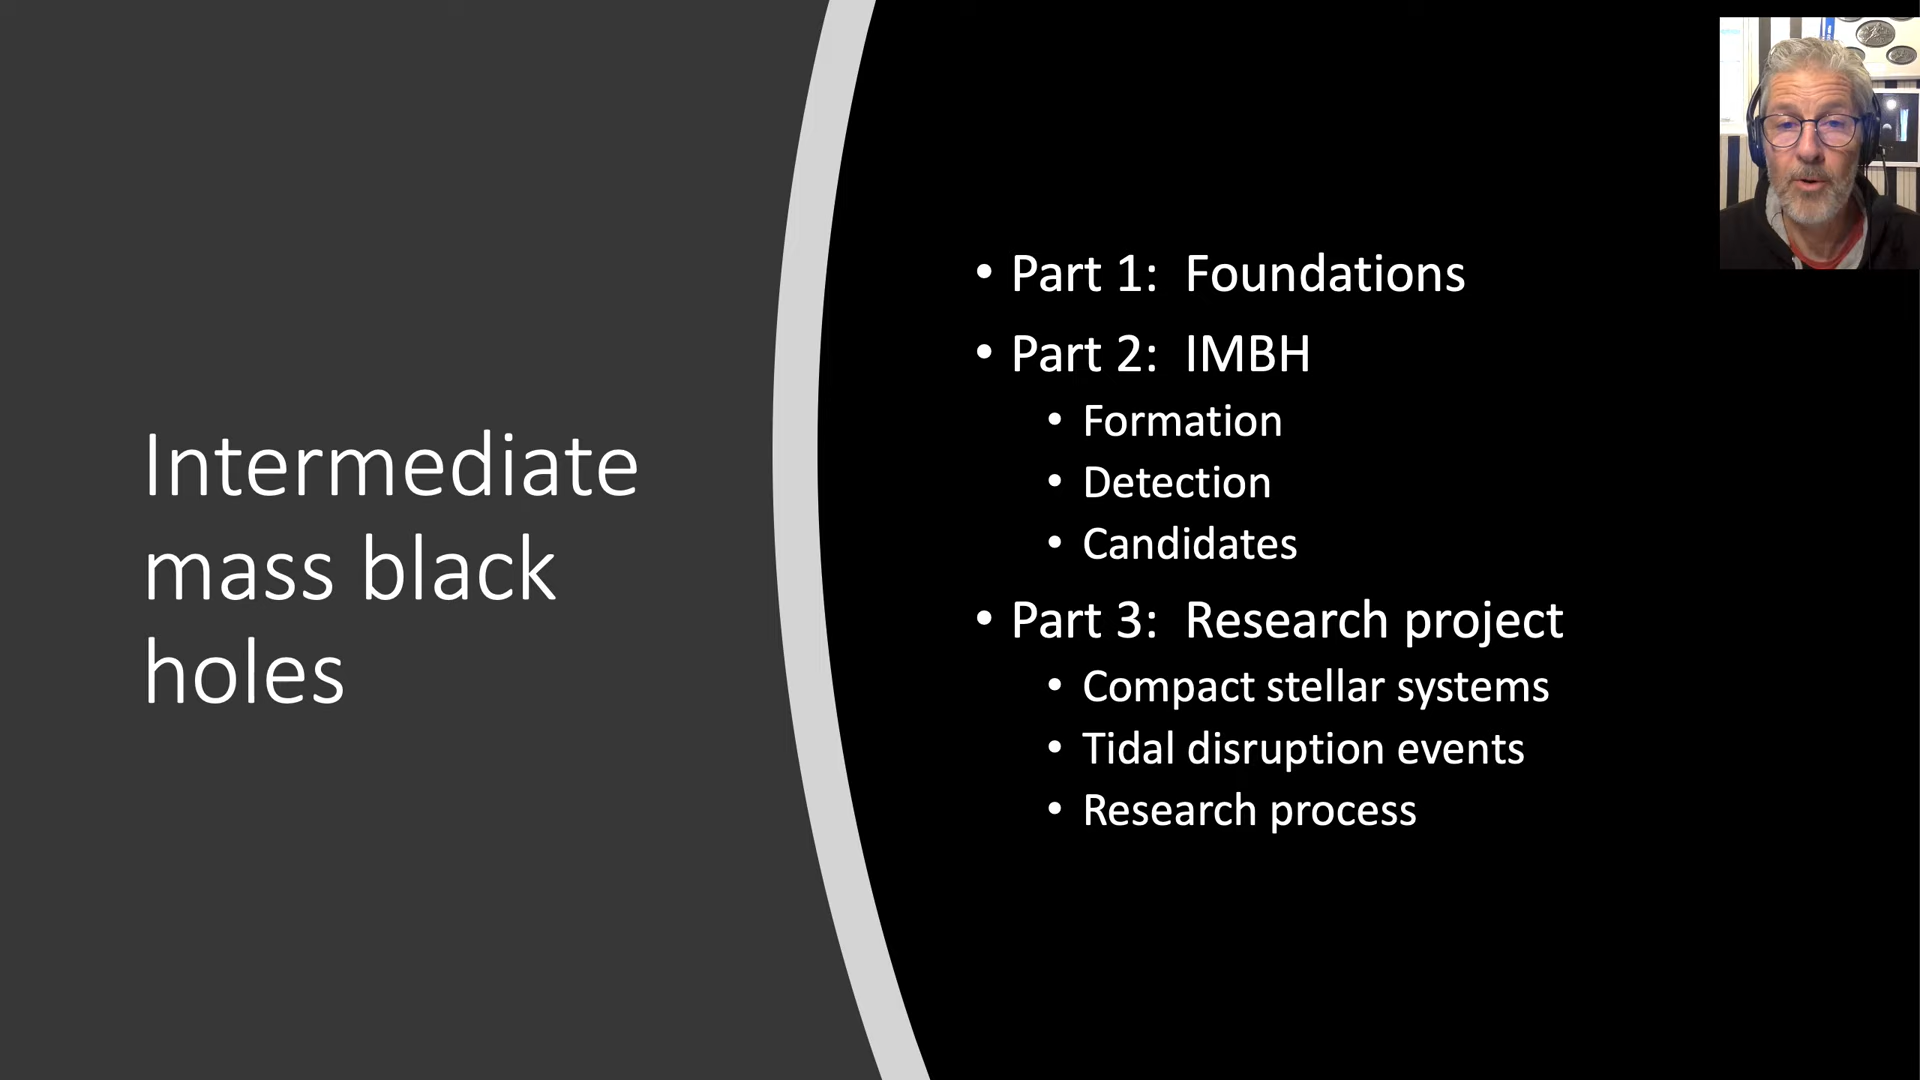 Intermediate
mass black
holes
• Part 1: Foundations
• Part 2: IMBH
• Formation
• Detection
• Candidates
• Part 3: Research project
• Compact stellar systems
• Tidal disruption events
• Research process